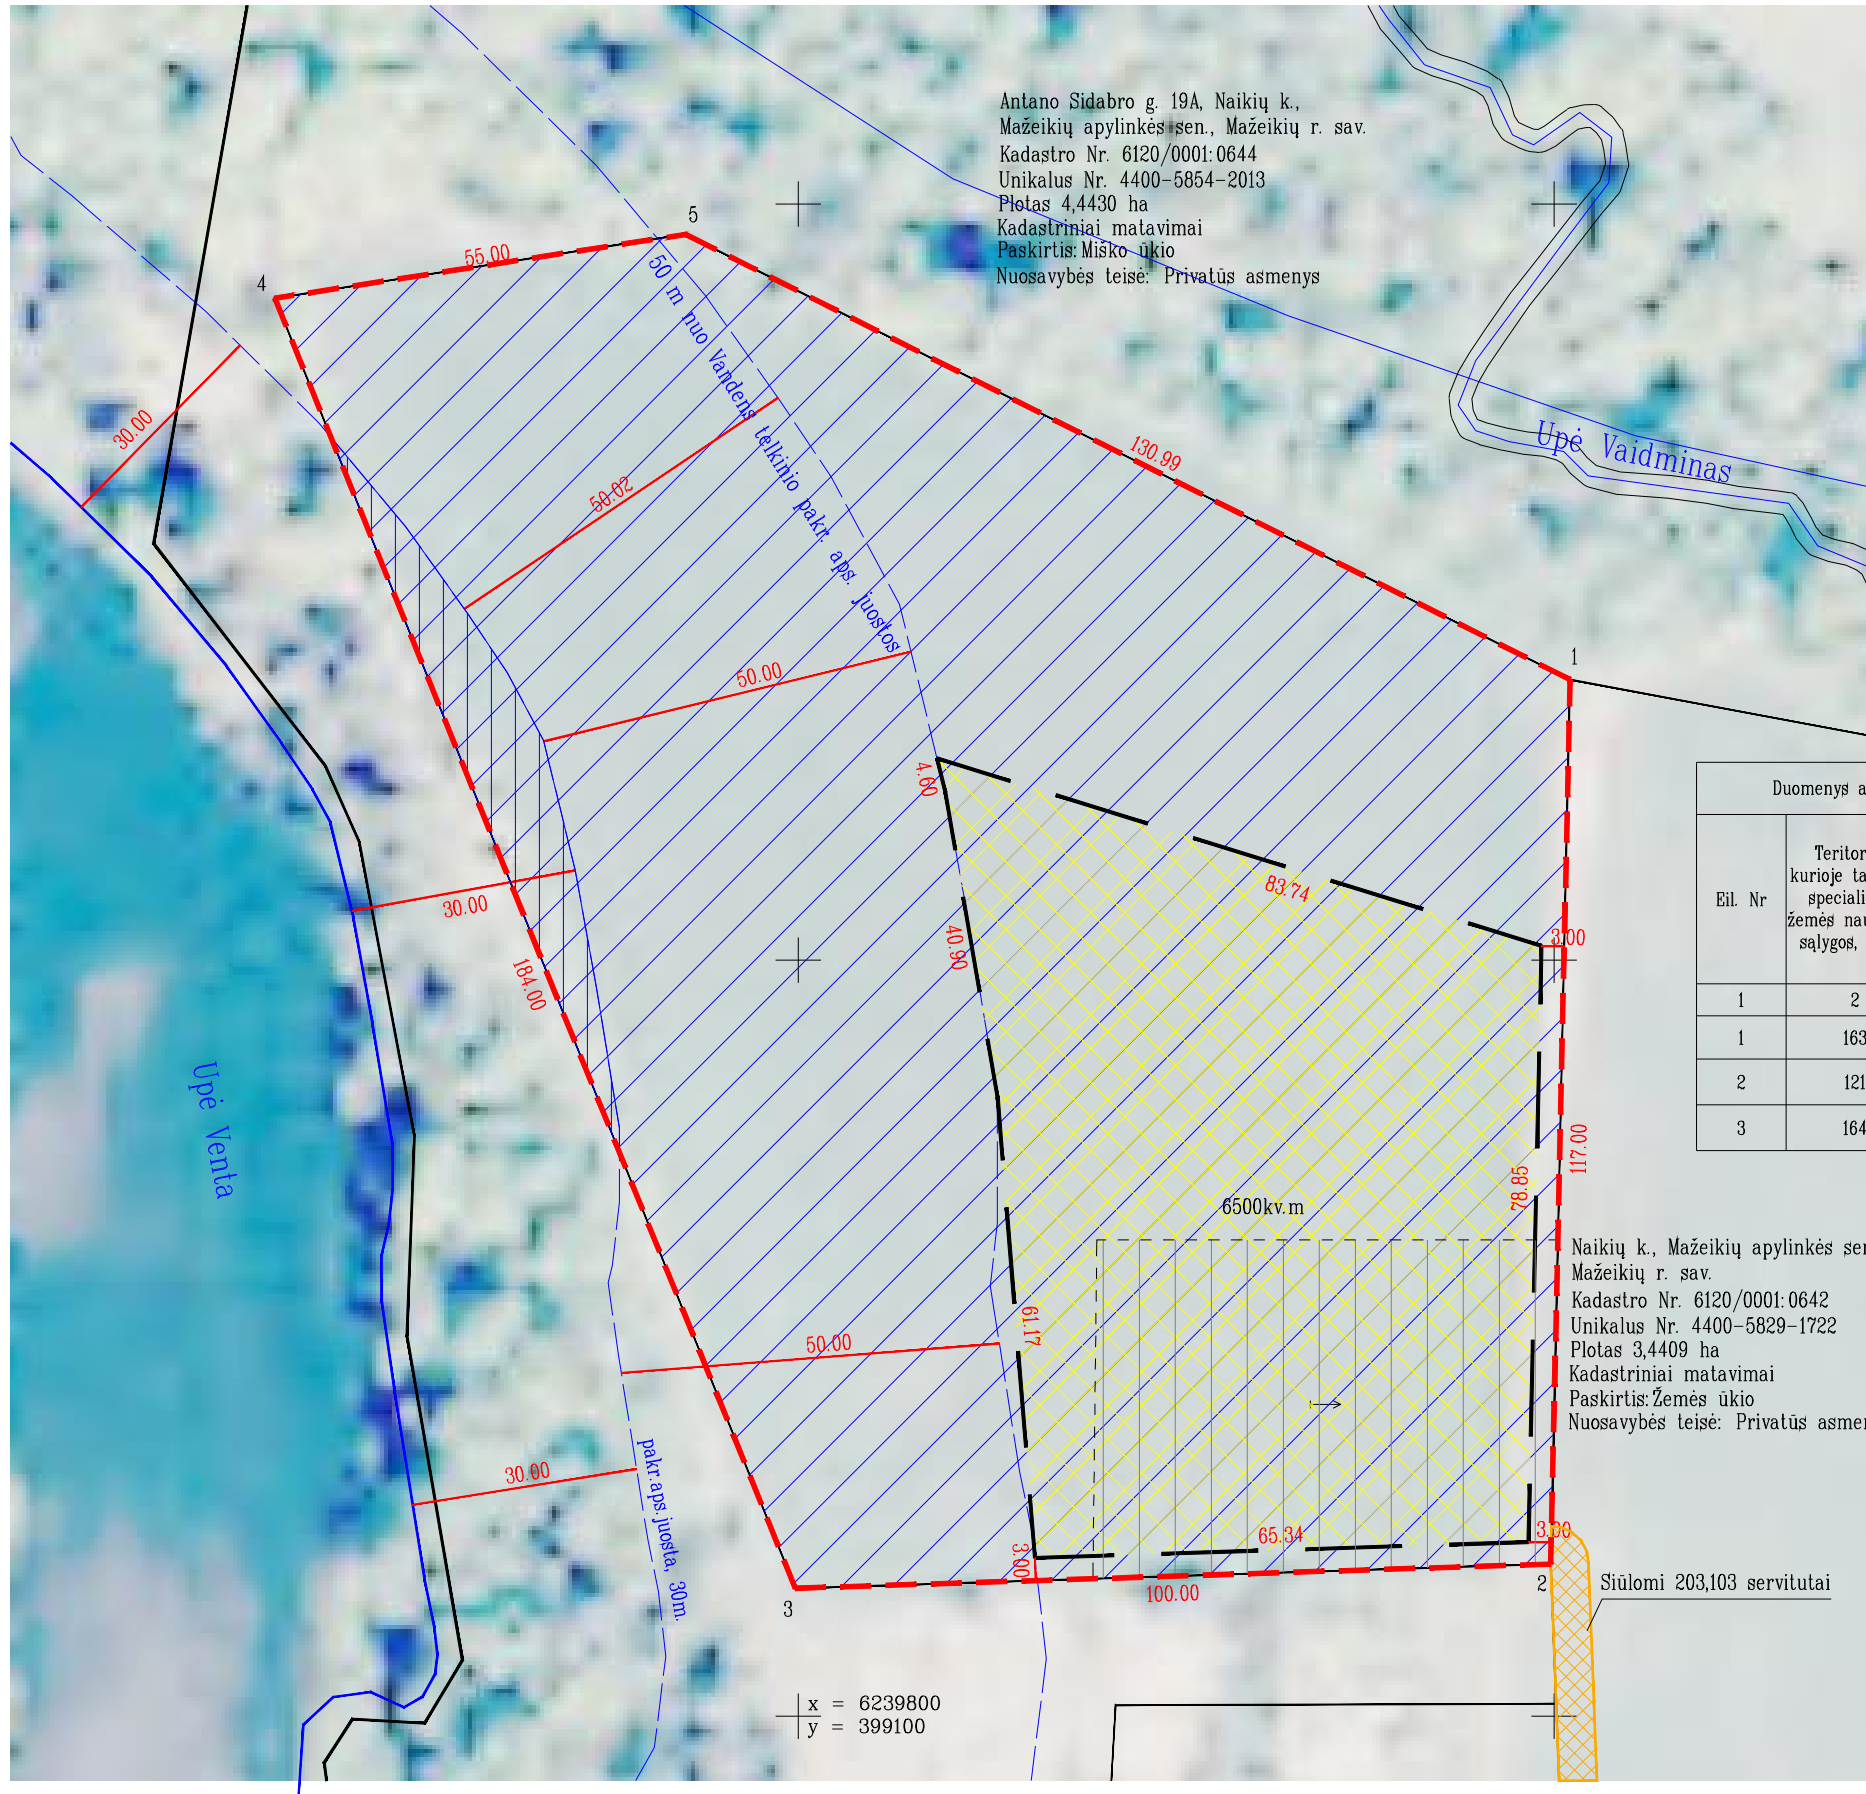 Antano Sidabro g. 19A, Naikių k.,
Mažeikių apylinkės sen., Mažeikių r. sav.
Kadastro Nr. 6120/0001:0644
Unikalus Nr. 4400-5854-2013
Plotas 4,4430 ha
Kadastriniai matavimai
Paskirtis: Miško ūkio
Nuosavybės teisė: Privatūs asmenys
5
4
55.00
50 m nuo Vandens telkinio pakr. aps. juostos
30.00
50.02
130.99
Upė Vaidminas
1
50.00
4.60
83.74
3.00
40.90
30.00
184.00
Upė Venta
Duomenys a
Eil. Nr
Teritor
kurioje ta
speciali
žemės nau
sąlygos,
1 2
1 163
2 121
3 164
117.00
78.85
6500kv.m
Naikių k., Mažeikių apylinkės se
Mažeikių r. sav.
Kadastro Nr. 6120/0001:0642
Unikalus Nr. 4400-5829-1722
Plotas 3,4409 ha
Kadastriniai matavimai
Paskirtis: Žemės ūkio
Nuosavybės teisė: Privatūs asme
61.17
50.00
30.00
pakr.aps.juosta, 30m.
65.34
3.00
3.00
100.00
3
2
Siūlomi 203,103 servitutai
x = 6239800
y = 399100